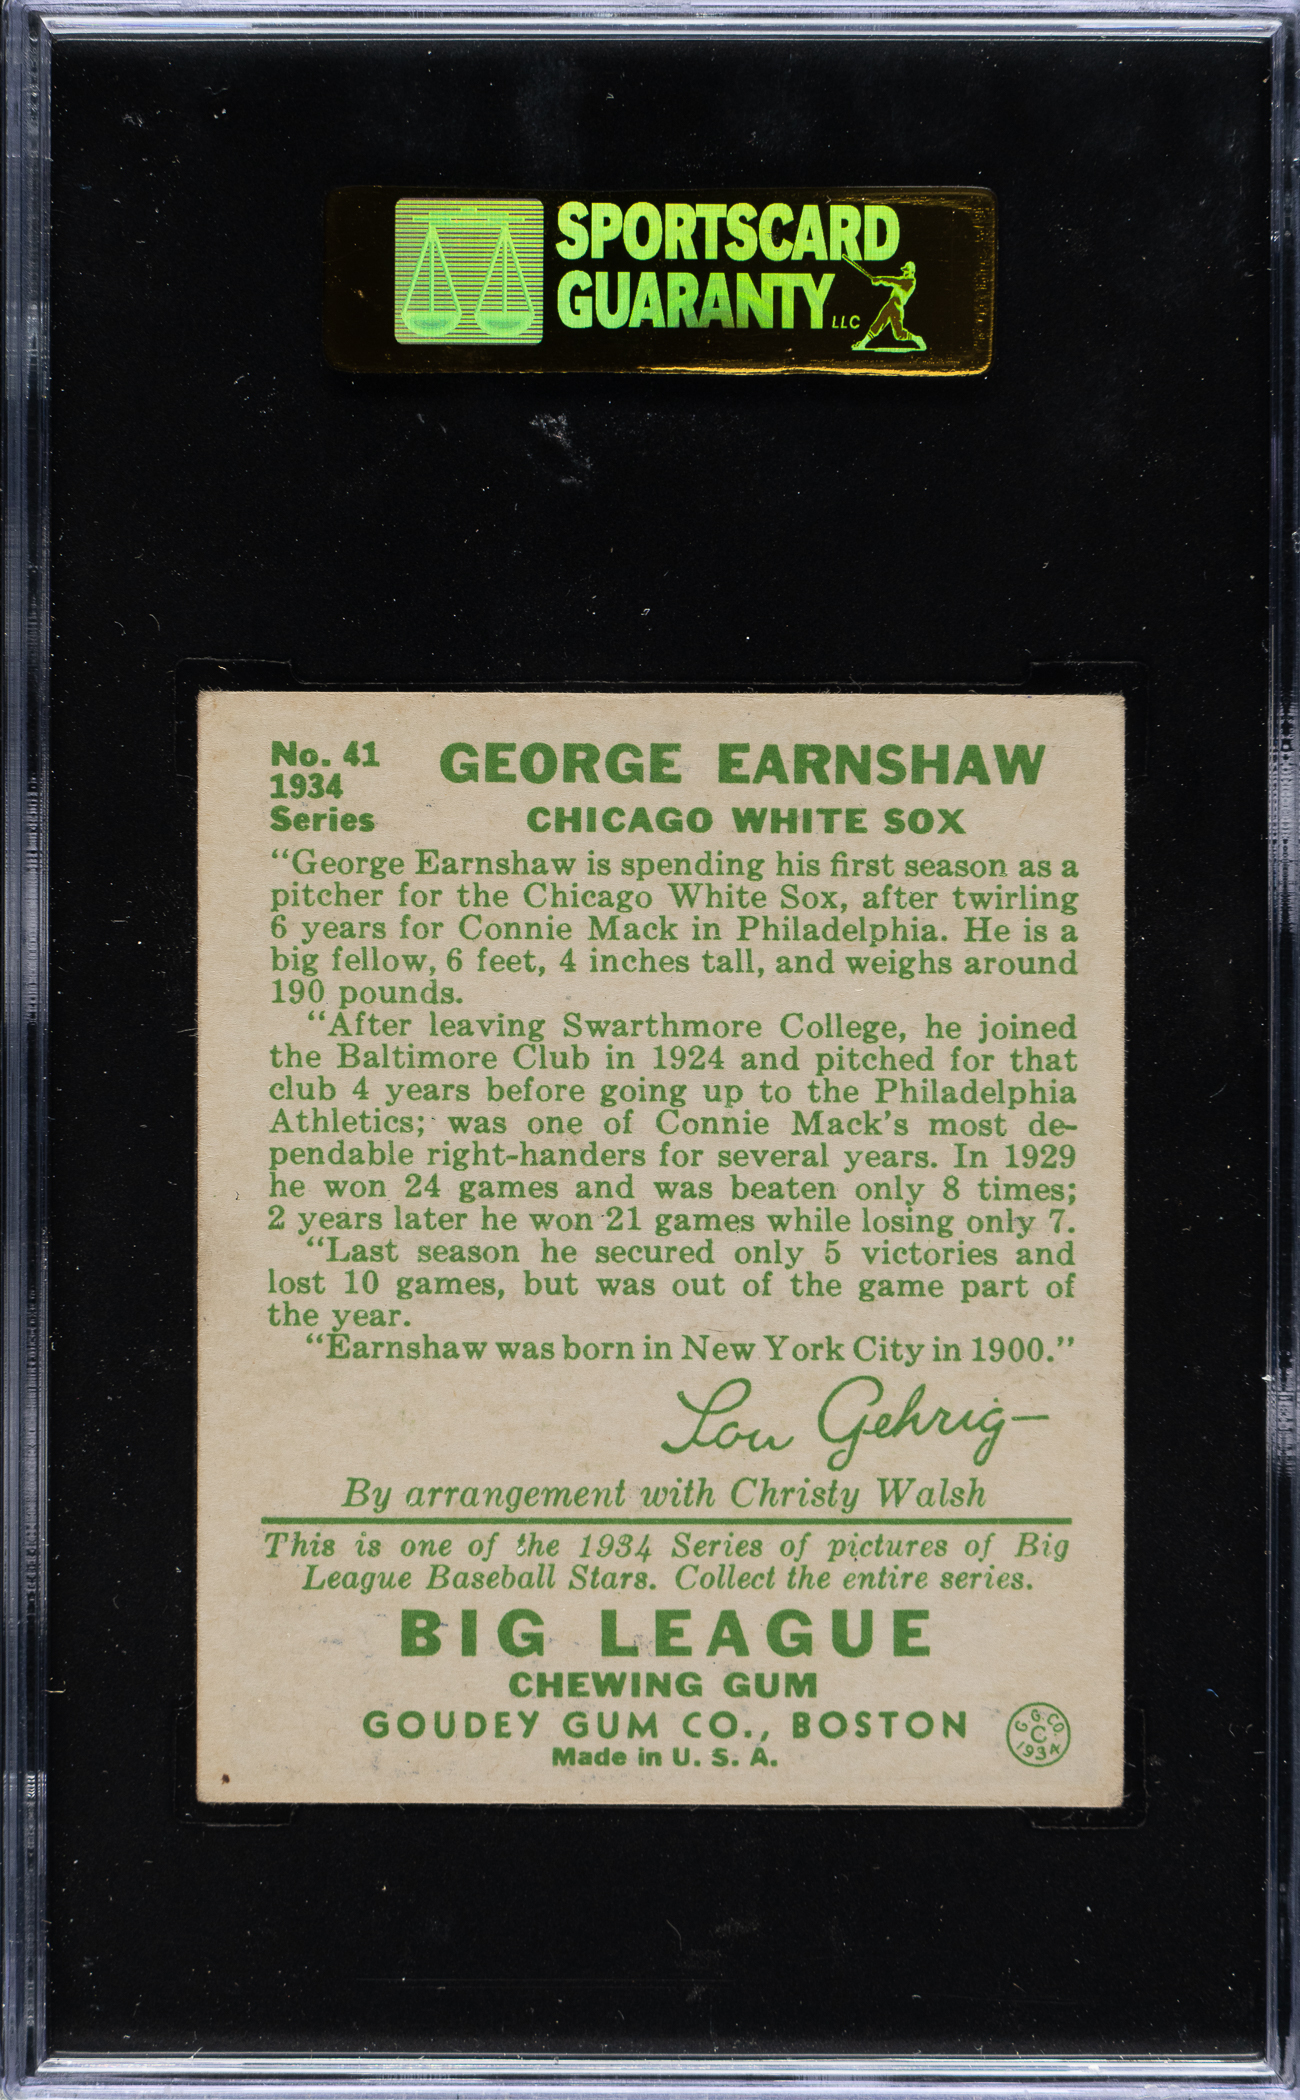 SPORTSCARD
GUARANTY LLC
No. 41
1934
Series
GEORGE EARNSHAW
CHICAGO WHITE SOX
“George Earnshaw is spending his first season as a
pitcher for the Chicago White Sox, after twirling
6 years for Connie Mack in Philadelphia. He is a
big fellow, 6 feet, 4 inches tall, and weighs around
190 pounds.
“After leaving Swarthmore College, he joined
the Baltimore Club in 1924 and pitched for that
club 4 years before going up to the Philadelphia
Athletics; was one of Connie Mack's most de-
pendable right-handers for several years. In 1929
he won 24 games and was beaten only 8 times;
2 years later he won 21 games while losing only 7.
“Last season he secured only 5 victories and
lost 10 games, but was out of the game part of
the year.
“Earnshaw was born in New York City in 1900.”
Lou Gehrig—
By arrangement with Christy Walsh
This is one of the 1934 Series of pictures of Big
League Baseball Stars. Collect the entire series.
BIG LEAGUE
CHEWING GUM
GOUDEY GUM CO., BOSTON
Made in U. S. A.
G. G. CO.
C
1934